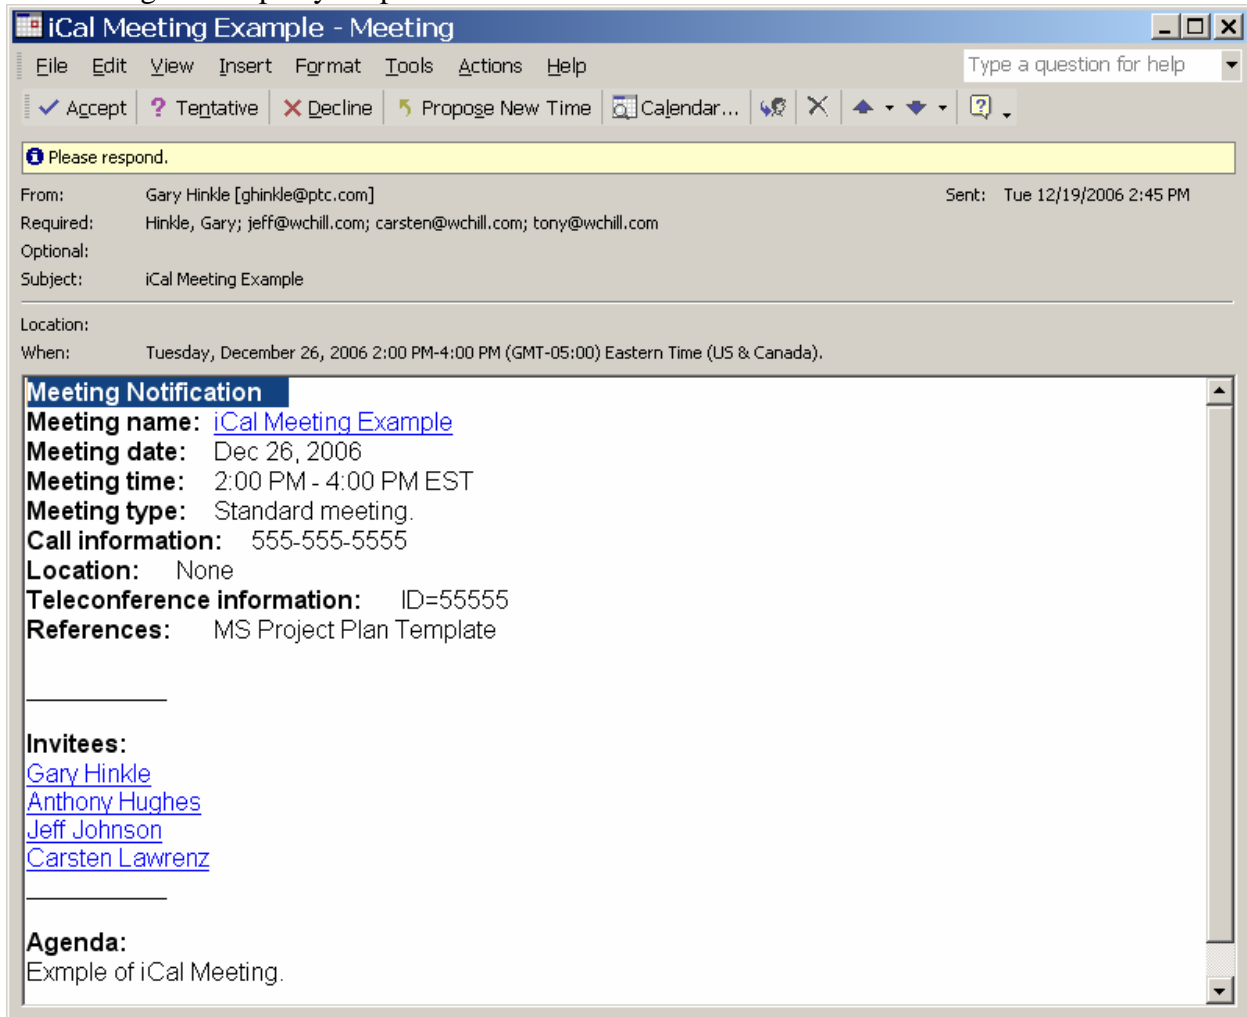 iCal Meeting Example - Meeting
File Edit View Insert Format Tools Actions Help Type a question for help
Accept ? Tentative Decline Propose New Time Calendar...
Please respond.
From: Gary Hinkle [ghinkle@ptc.com] Sent: Tue 12/19/2006 2:45 PM
Required: Hinkle, Gary; jeff@wchill.com; carsten@wchill.com; tony@wchill.com
Optional:
Subject: iCal Meeting Example
Location:
When: Tuesday, December 26, 2006 2:00 PM-4:00 PM (GMT-05:00) Eastern Time (US & Canada).
Meeting Notification
Meeting name: iCal Meeting Example
Meeting date: Dec 26, 2006
Meeting time: 2:00 PM - 4:00 PM EST
Meeting type: Standard meeting.
Call information: 555-555-5555
Location: None
Teleconference information: ID=55555
References: MS Project Plan Template
Invitees:
Gary Hinkle
Anthony Hughes
Jeff Johnson
Carsten Lawrenz
Agenda:
Exmple of iCal Meeting.